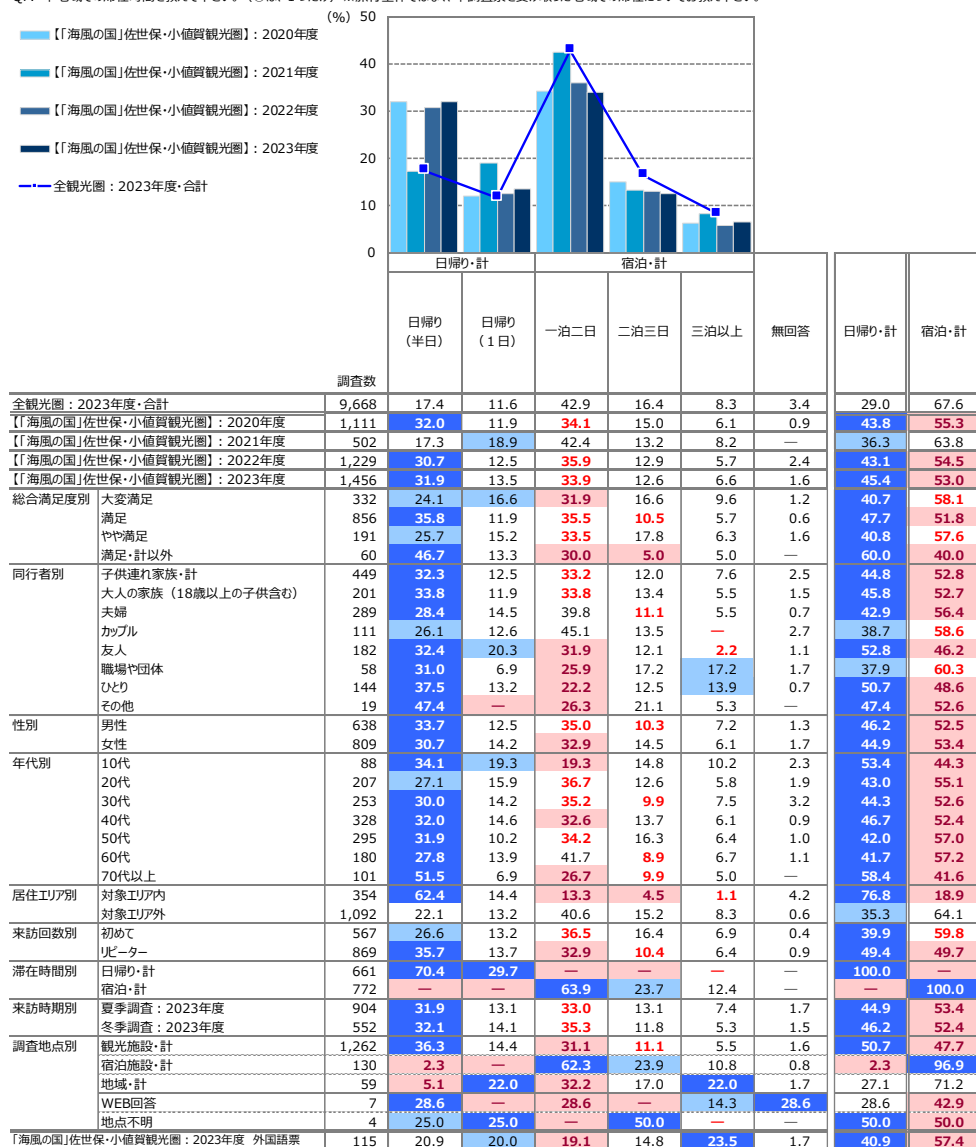 (%)
【「海風の国」佐世保・小値賀観光圏】：2020年度
【「海風の国」佐世保・小値賀観光圏】：2021年度
【「海風の国」佐世保・小値賀観光圏】：2022年度
【「海風の国」佐世保・小値賀観光圏】：2023年度
全観光圏：2023年度・合計
50
40
30
20
10
0
日帰り・計 宿泊・計
調査数 日帰り（半日） 日帰り（１日） 一泊二日 二泊三日 三泊以上 無回答 日帰り・計 宿泊・計
全観光圏：2023年度・合計 9,668 17.4 11.6 42.9 16.4 8.3 3.4 29.0 67.6
【「海風の国」佐世保・小値賀観光圏】：2020年度 1,111 32.0 11.9 34.1 15.0 6.1 0.9 43.8 55.3
【「海風の国」佐世保・小値賀観光圏】：2021年度 502 17.3 18.9 42.4 13.2 8.2 — 36.3 63.8
【「海風の国」佐世保・小値賀観光圏】：2022年度 1,229 30.7 12.5 35.9 12.9 5.7 2.4 43.1 54.5
【「海風の国」佐世保・小値賀観光圏】：2023年度 1,456 31.9 13.5 33.9 12.6 6.6 1.6 45.4 53.0
総合満足度別 大変満足 332 24.1 16.6 31.9 16.6 9.6 1.2 40.7 58.1
満足 856 35.8 11.9 35.5 10.5 5.7 0.6 47.7 51.8
やや満足 191 25.7 15.2 33.5 17.8 6.3 1.6 40.8 57.6
満足・計以外 60 46.7 13.3 30.0 5.0 5.0 — 60.0 40.0
同行者別 子供連れ家族・計 449 32.3 12.5 33.2 12.0 7.6 2.5 44.8 52.8
大人の家族（18歳以上の子供含む） 201 33.8 11.9 33.8 13.4 5.5 1.5 45.8 52.7
夫婦 289 28.4 14.5 39.8 11.1 5.5 0.7 42.9 56.4
カップル 111 26.1 12.6 45.1 13.5 — 2.7 38.7 58.6
友人 182 32.4 20.3 31.9 12.1 2.2 1.1 52.8 46.2
職場や団体 58 31.0 6.9 25.9 17.2 17.2 1.7 37.9 60.3
ひとり 144 37.5 13.2 22.2 12.5 13.9 0.7 50.7 48.6
その他 19 47.4 — 26.3 21.1 5.3 — 47.4 52.6
性別 男性 638 33.7 12.5 35.0 10.3 7.2 1.3 46.2 52.5
女性 809 30.7 14.2 32.9 14.5 6.1 1.7 44.9 53.4
年代別 10代 88 34.1 19.3 19.3 14.8 10.2 2.3 53.4 44.3
20代 207 27.1 15.9 36.7 12.6 5.8 1.9 43.0 55.1
30代 253 30.0 14.2 35.2 9.9 7.5 3.2 44.3 52.6
40代 328 32.0 14.6 32.6 13.7 6.1 0.9 46.7 52.4
50代 295 31.9 10.2 34.2 16.3 6.4 1.0 42.0 57.0
60代 180 27.8 13.9 41.7 8.9 6.7 1.1 41.7 57.2
70代以上 101 51.5 6.9 26.7 9.9 5.0 — 58.4 41.6
居住エリア別 対象エリア内 354 62.4 14.4 13.3 4.5 1.1 4.2 76.8 18.9
対象エリア外 1,092 22.1 13.2 40.6 15.2 8.3 0.6 35.3 64.1
来訪回数別 初めて 567 26.6 13.2 36.5 16.4 6.9 0.4 39.9 59.8
リピーター 869 35.7 13.7 32.9 10.4 6.4 0.9 49.4 49.7
滞在時間別 日帰り・計 661 70.4 29.7 — — — — 100.0 —
宿泊・計 772 — — 63.9 23.7 12.4 — — 100.0
来訪時期別 夏季調査：2023年度 904 31.9 13.1 33.0 13.1 7.4 1.7 44.9 53.4
冬季調査：2023年度 552 32.1 14.1 35.3 11.8 5.3 1.5 46.2 52.4
調査地点別 観光施設・計 1,262 36.3 14.4 31.1 11.1 5.5 1.6 50.7 47.7
宿泊施設・計 130 2.3 — 62.3 23.9 10.8 0.8 2.3 96.9
地域・計 59 5.1 22.0 32.2 17.0 22.0 1.7 27.1 71.2
WEB回答 7 28.6 — 28.6 — 14.3 28.6 28.6 42.9
地点不明 4 25.0 25.0 — 50.0 — — 50.0 50.0
「海風の国」佐世保・小値賀観光圏：2023年度 外国語票 115 20.9 20.0 19.1 14.8 23.5 1.7 40.9 57.4